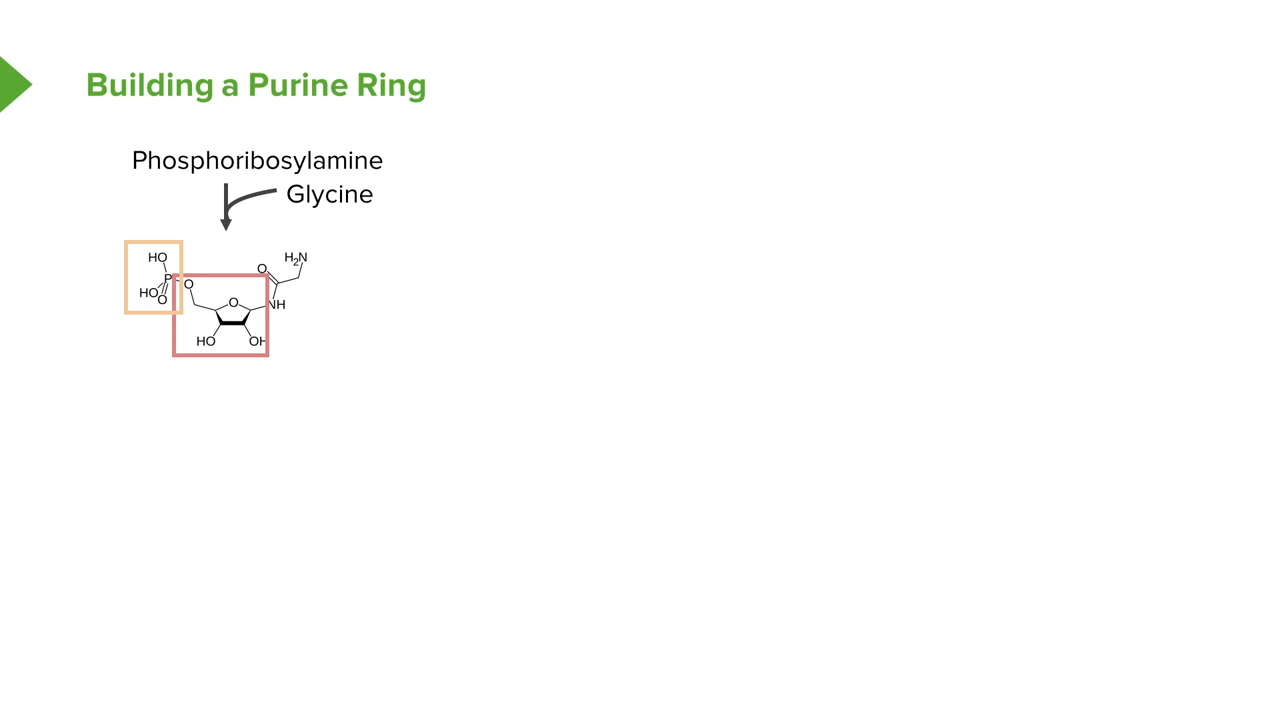 Building a Purine Ring
Phosphoribosylamine
Glycine
HO
H2N
O
P
O
HO
O
O
NH
HO
OH